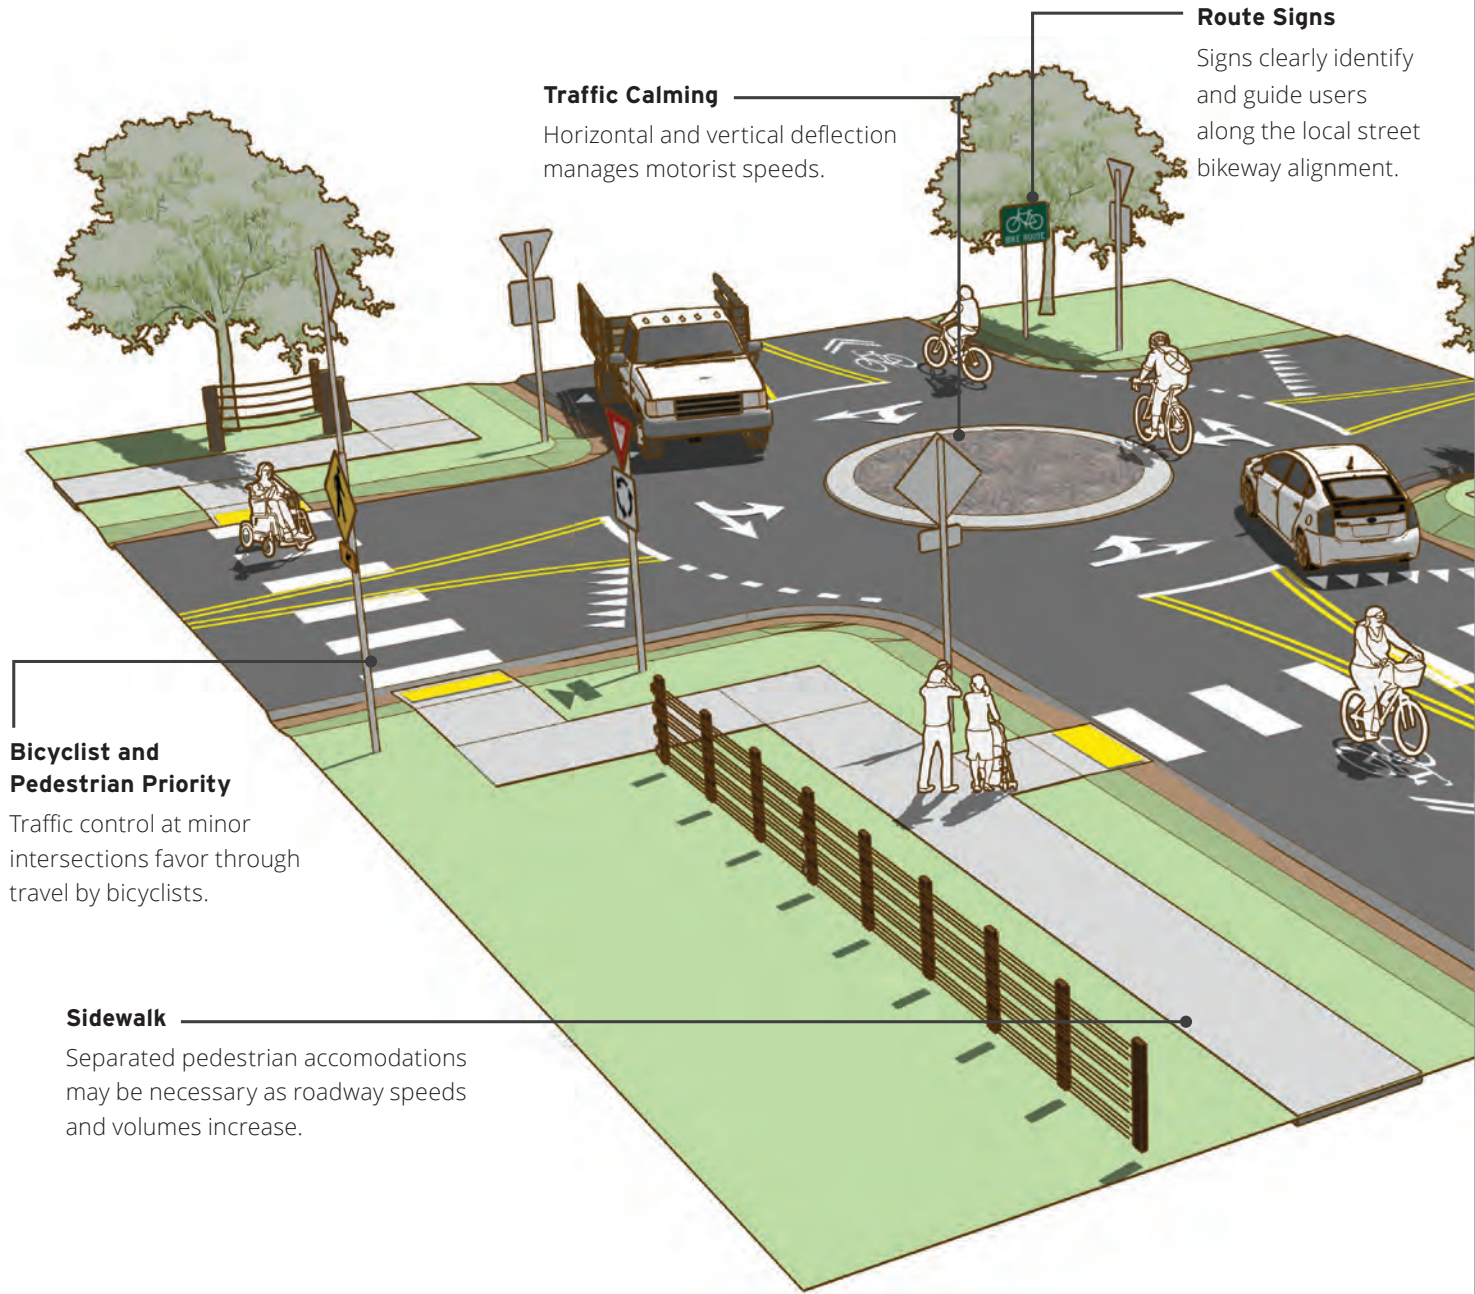 Route Signs
Signs clearly identify
and guide users
along the local street
bikeway alignment.
Traffic Calming
Horizontal and vertical deflection
manages motorist speeds.
BIKE ROUTE
Bicyclist and
Pedestrian Priority
Traffic control at minor
intersections favor through
travel by bicyclists.
Sidewalk
Separated pedestrian accomodations
may be necessary as roadway speeds
and volumes increase.